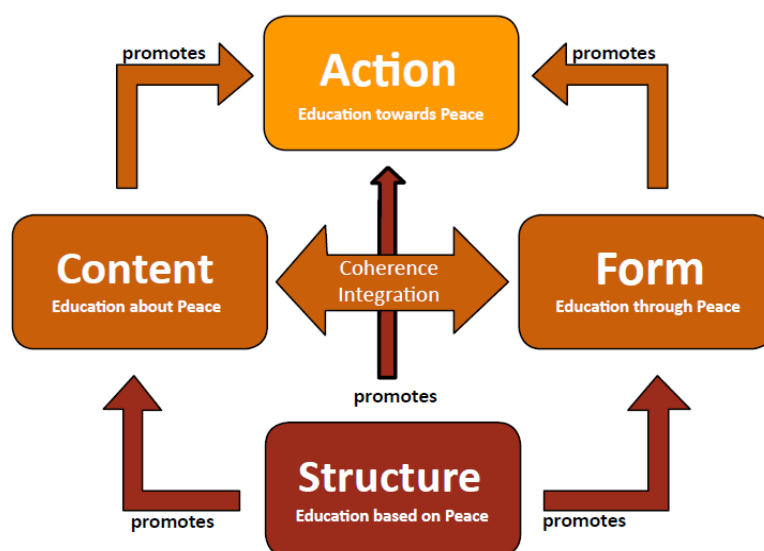 promotes
Action
Education towards Peace
promotes
Content
Education about Peace
Coherence
Integration
Form
Education through Peace
promotes
Structure
Education based on Peace
promotes
promotes